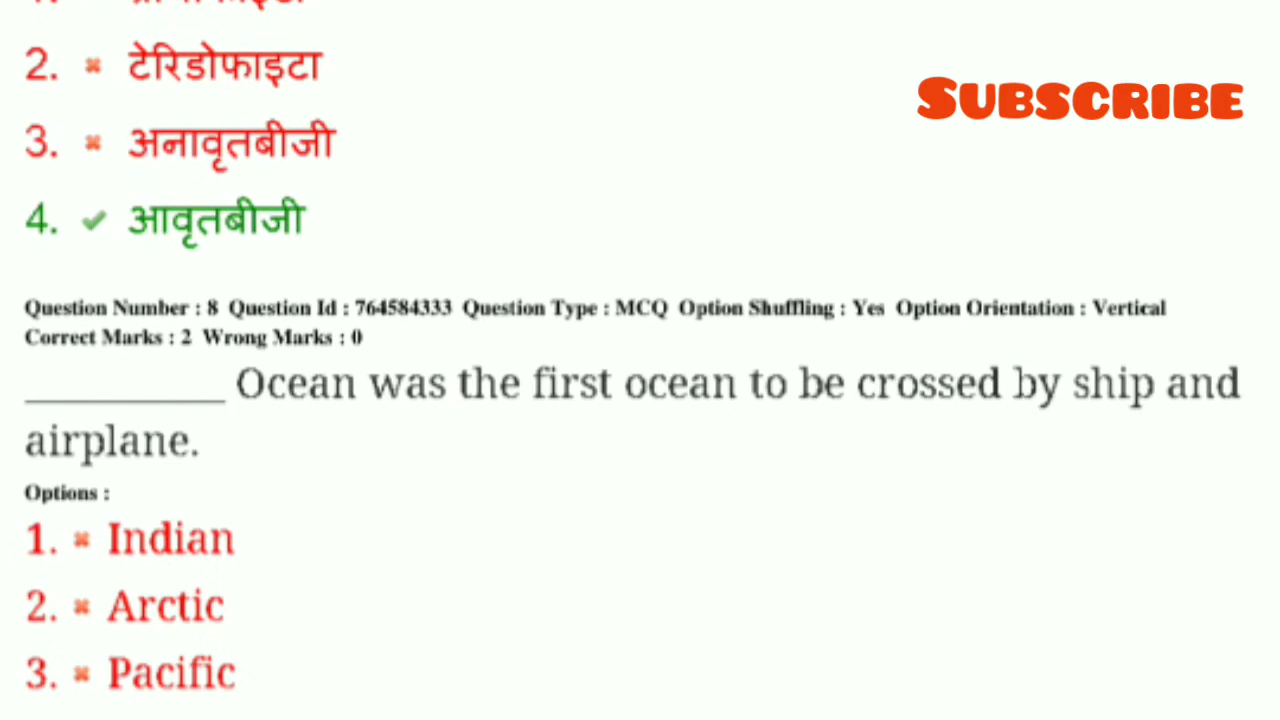 2. टेरिडोफाइटा
SUBSCRIBE
3. अनावृतबीजी
4. आवृतबीजी
Question Number : 8 Question Id : 764584333 Question Type : MCQ Option Shuffling : Yes Option Orientation : Vertical
Correct Marks : 2 Wrong Marks : 0
__________ Ocean was the first ocean to be crossed by ship and
airplane.
Options :
1. Indian
2. Arctic
3. Pacific